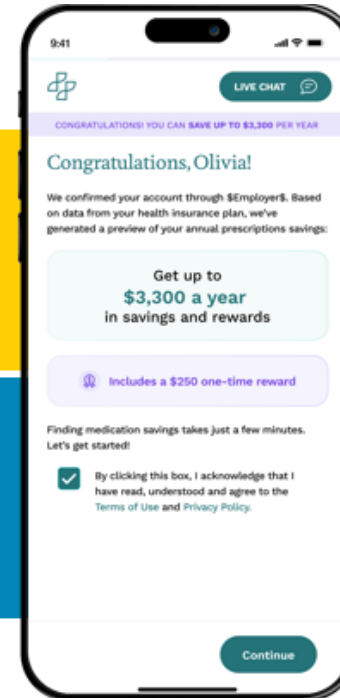 9:41
LIVE CHAT
CONGRATULATIONS! YOU CAN SAVE UP TO $3,300 PER YEAR
Congratulations, Olivia!
We confirmed your account through $Employer$. Based
on data from your health insurance plan, we've
generated a preview of your annual prescriptions savings:
Get up to
$3,300 a year
in savings and rewards
Includes a $250 one-time reward
Finding medication savings takes just a few minutes.
Let's get started!
By clicking this box, I acknowledge that I
have read, understood and agree to the
Terms of Use and Privacy Policy.
Continue